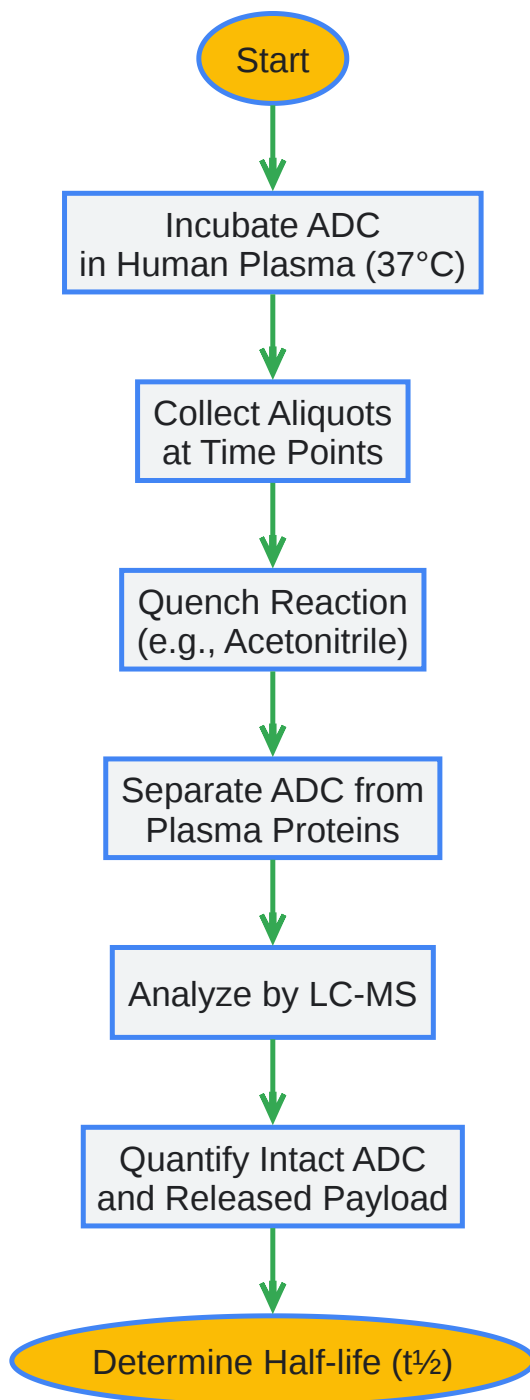 Start
Incubate ADC
in Human Plasma (37°C)
Collect Aliquots
at Time Points
Quench Reaction
(e.g., Acetonitrile)
Separate ADC from
Plasma Proteins
Analyze by LC-MS
Quantify Intact ADC
and Released Payload
Determine Half-life (t½)